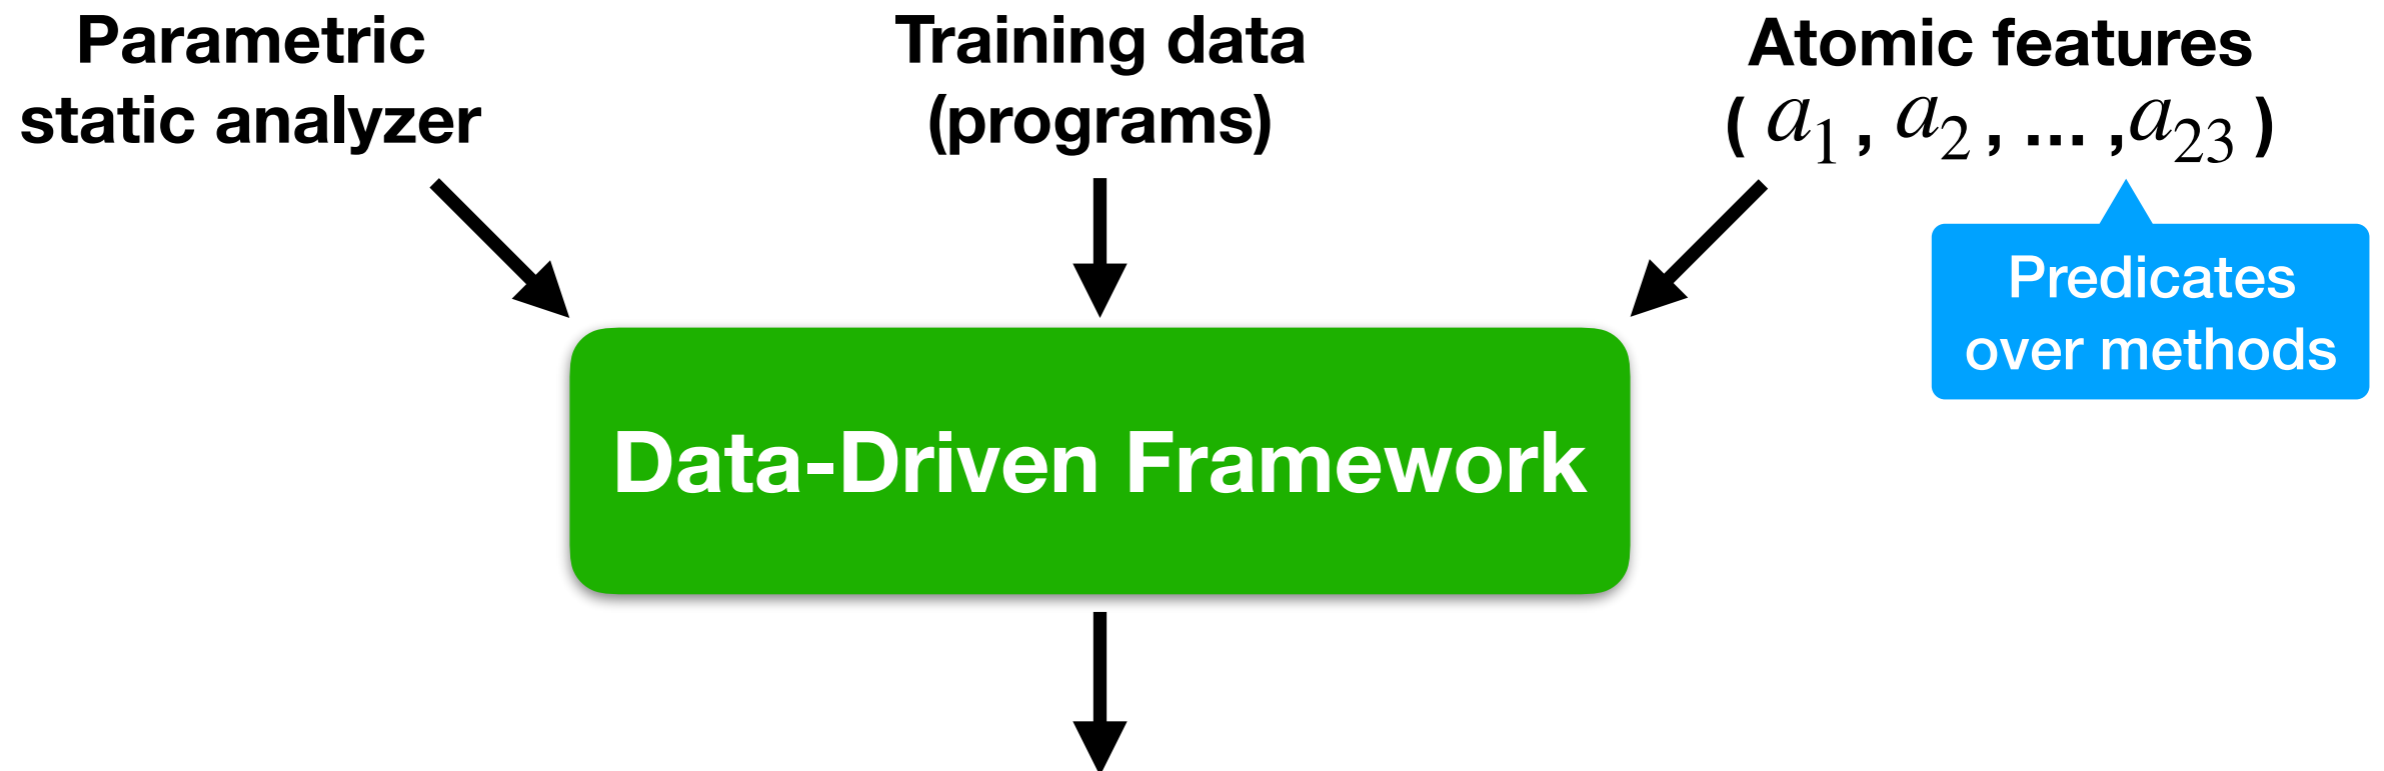 Parametric
static analyzer
Training data
(programs)
Atomic features
( a₁ , a₂ , ... ,a₂₃ )
Predicates
over methods
Data-Driven Framework